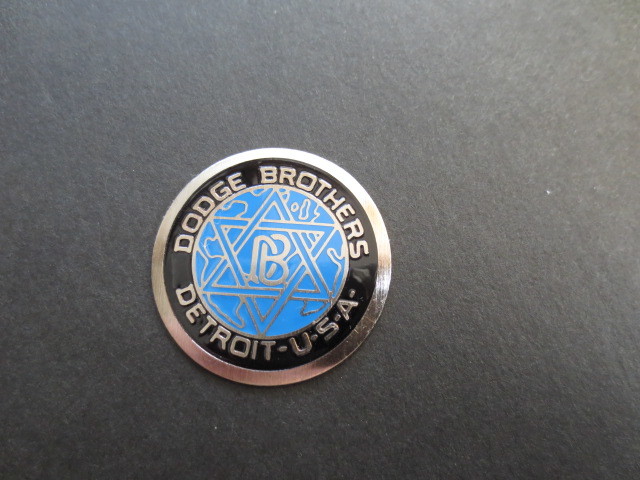 DODGE BROTHERS
DB
DETROIT-U-S-A-